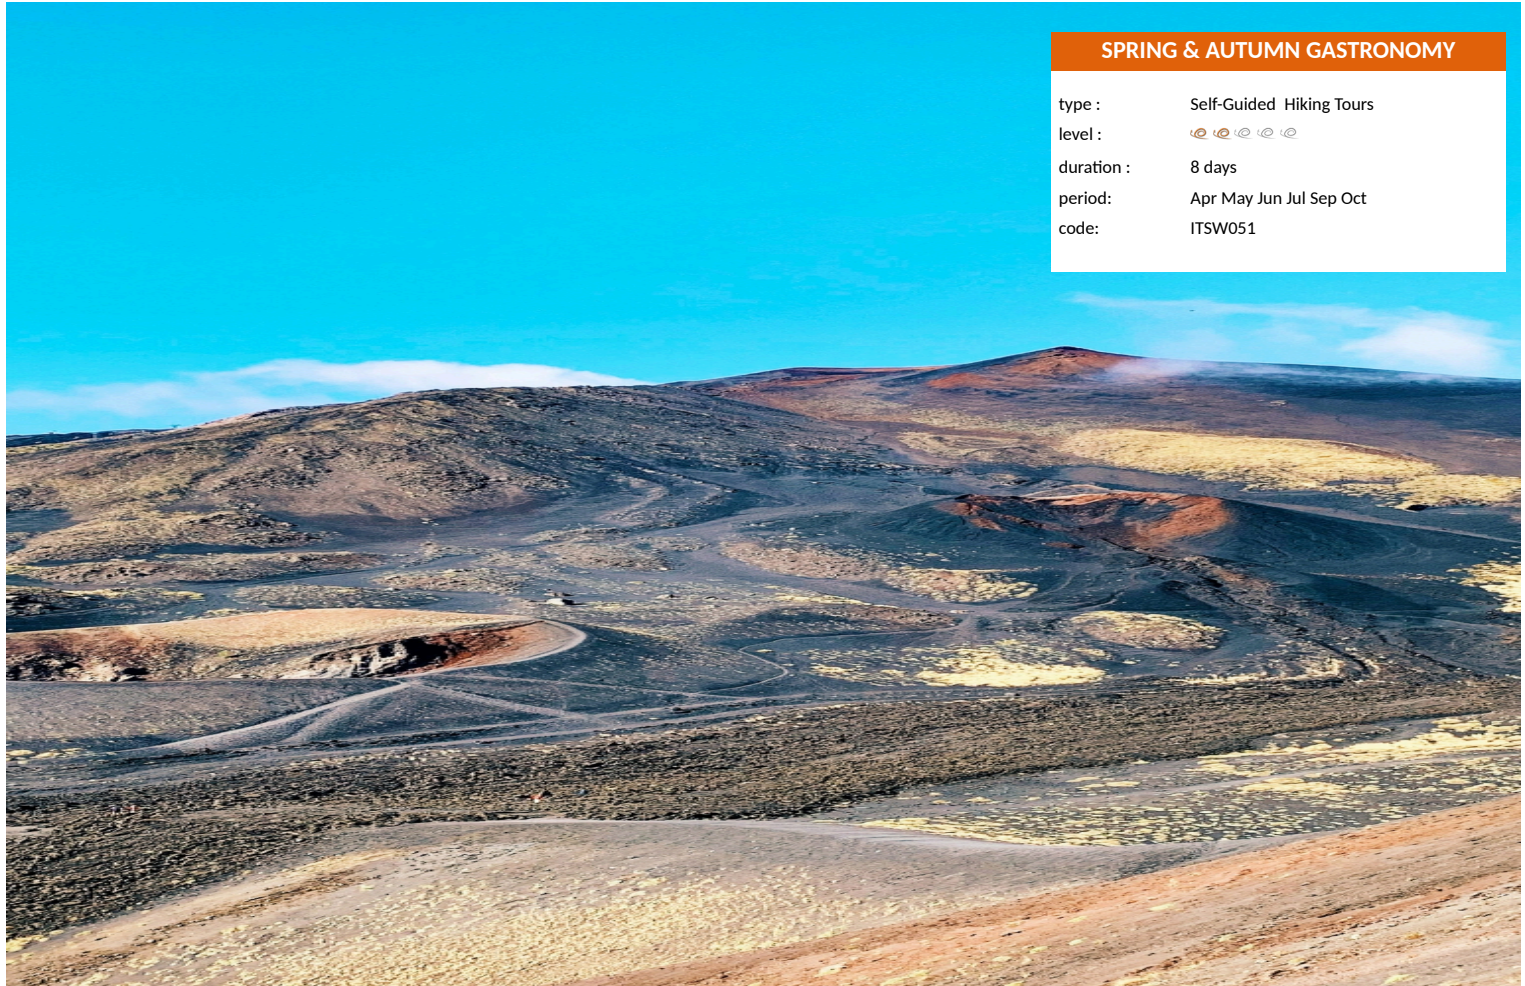 SPRING & AUTUMN GASTRONOMY
type : Self-Guided Hiking Tours
level :
duration : 8 days
period: Apr May Jun Jul Sep Oct
code: ITSW051